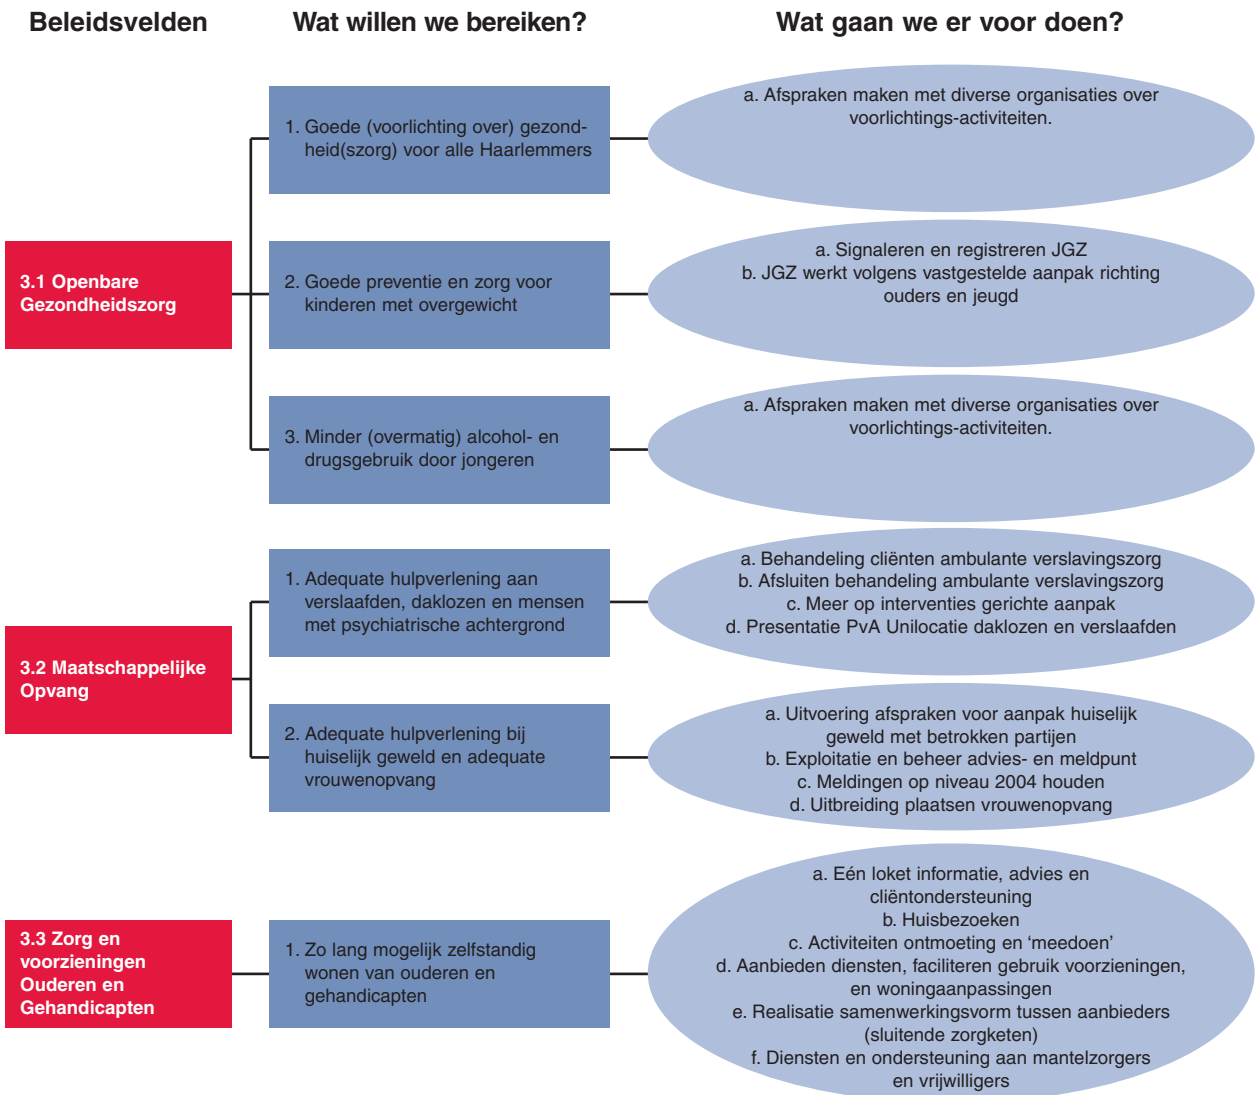 Beleidsvelden
Wat willen we bereiken?
Wat gaan we er voor doen?
3.1 Openbare
Gezondheidszorg
1. Goede (voorlichting over) gezond-
heid(szorg) voor alle Haarlemmers
a. Afspraken maken met diverse organisaties over
voorlichtings-activiteiten.
2. Goede preventie en zorg voor
kinderen met overgewicht
a. Signaleren en registreren JGZ
b. JGZ werkt volgens vastgestelde aanpak richting
ouders en jeugd
3. Minder (overmatig) alcohol- en
drugsgebruik door jongeren
a. Afspraken maken met diverse organisaties over
voorlichtings-activiteiten.
3.2 Maatschappelijke
Opvang
1. Adequate hulpverlening aan
verslaafden, daklozen en mensen
met psychiatrische achtergrond
a. Behandeling cliënten ambulante verslavingszorg
b. Afsluiten behandeling ambulante verslavingszorg
c. Meer op interventies gerichte aanpak
d. Presentatie PvA Unilocatie daklozen en verslaafden
2. Adequate hulpverlening bij
huiselijk geweld en adequate
vrouwenopvang
a. Uitvoering afspraken voor aanpak huiselijk
geweld met betrokken partijen
b. Exploitatie en beheer advies- en meldpunt
c. Meldingen op niveau 2004 houden
d. Uitbreiding plaatsen vrouwenopvang
3.3 Zorg en
voorzieningen
Ouderen en
Gehandicapten
1. Zo lang mogelijk zelfstandig
wonen van ouderen en
gehandicapten
a. Eén loket informatie, advies en
cliëntondersteuning
b. Huisbezoeken
c. Activiteiten ontmoeting en ‘meedoen’
d. Aanbieden diensten, faciliteren gebruik voorzieningen,
en woningaanpassingen
e. Realisatie samenwerkingsvorm tussen aanbieders
(sluitende zorgketen)
f. Diensten en ondersteuning aan mantelzorgers
en vrijwilligers